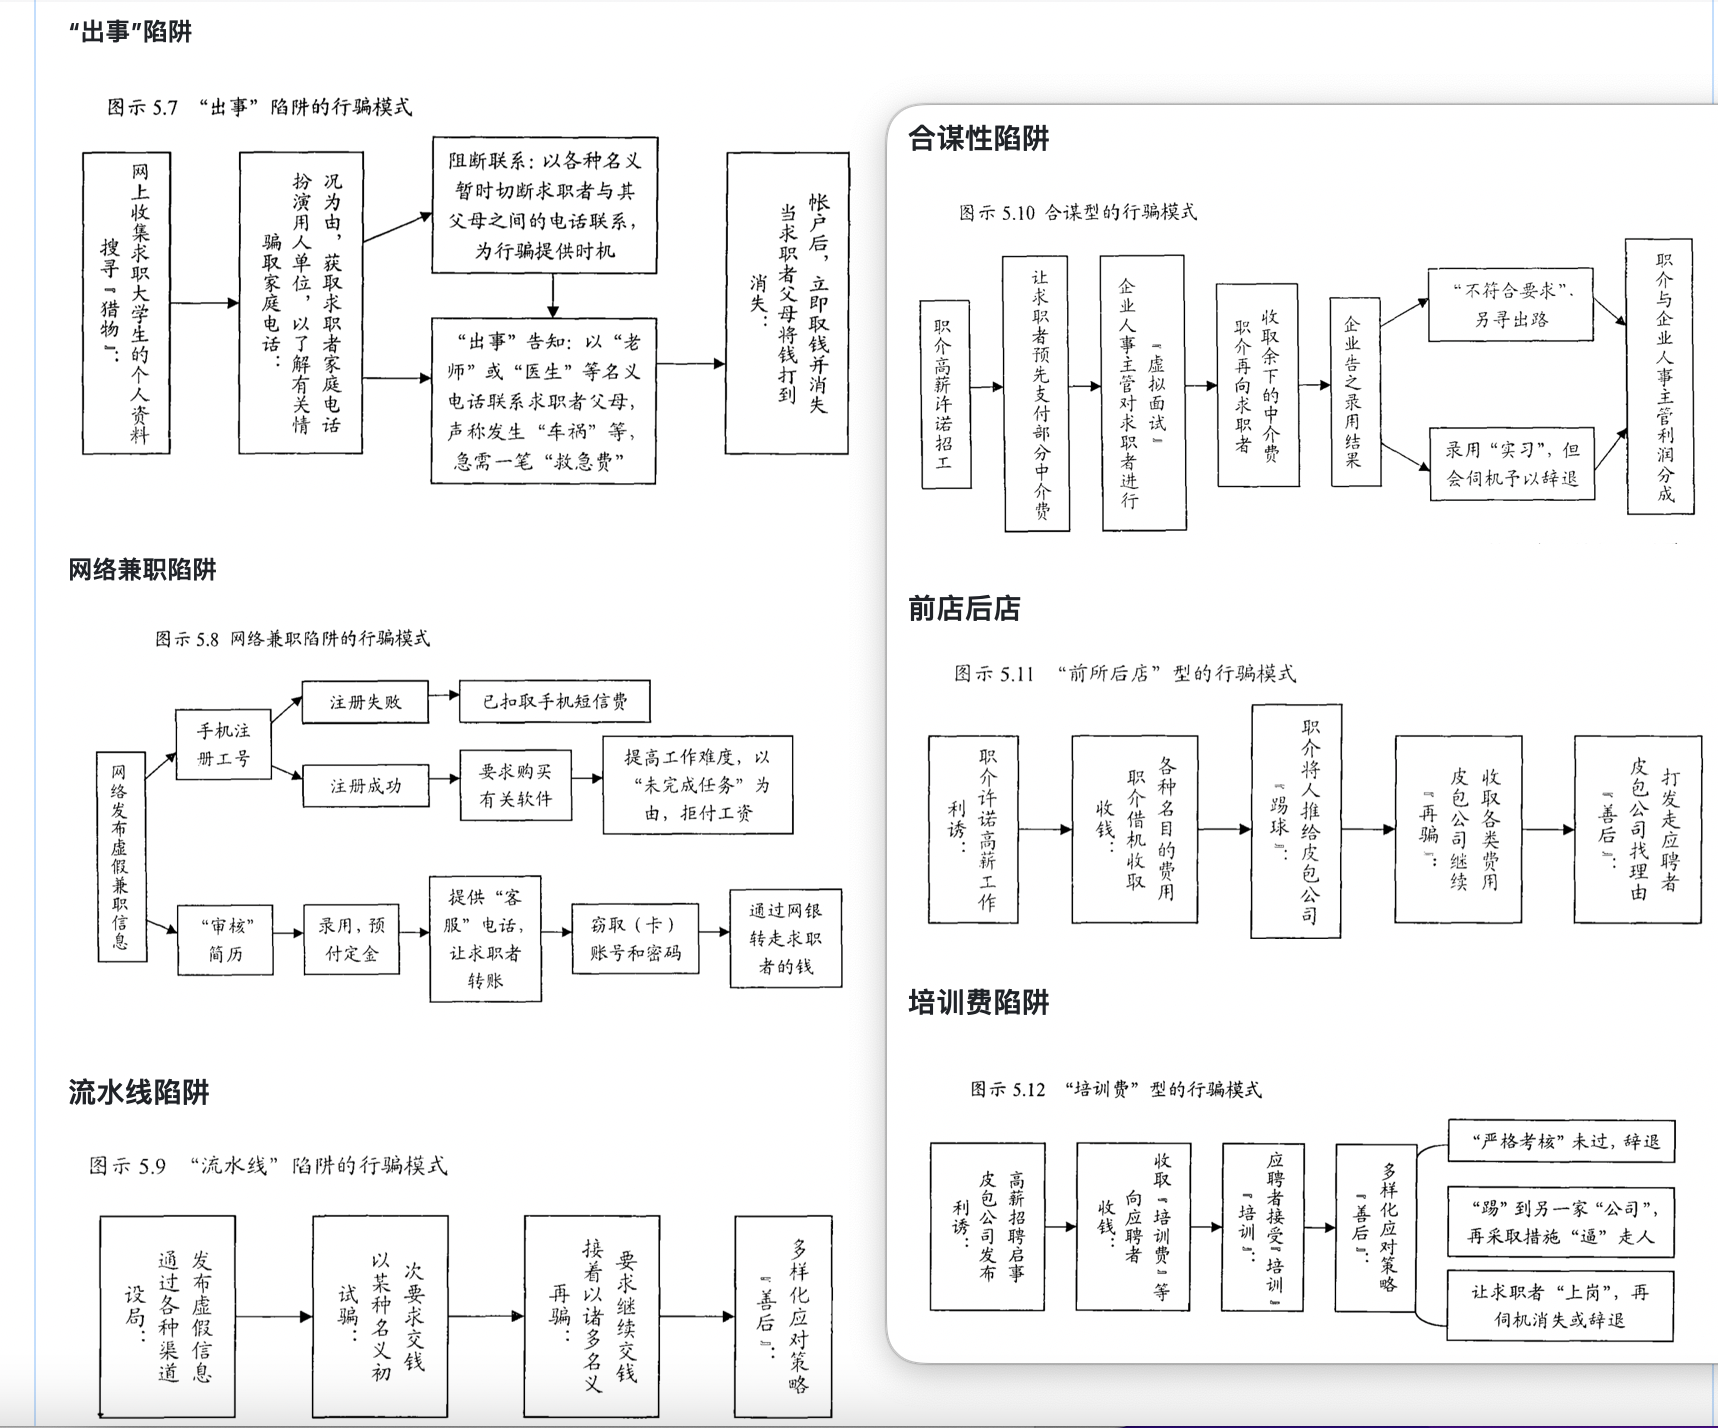 “出事”陷阱
图示 5.7 “出事” 陷阱的行骗模式
搜寻『猎物』：
网上收集求职大学生的个人资料
骗取家庭电话：
扮演用人单位，以了解有关情
况为由，获取求职者家庭电话
阻断联系：以各种名义
暂时切断求职者与其
父母之间的电话联系，
为行骗提供时机
“出事” 告知：以 “老
师” 或 “医生” 等名义
电话联系求职者父母，
声称发生 “车祸” 等，
急需一笔 “救急费”
消失：
当求职者父母将钱打到
帐户后，立即取钱并消失
网络兼职陷阱
图示 5.8 网络兼职陷阱的行骗模式
网络发布虚假兼职信息
手机注
册工号
注册失败
已扣取手机短信费
注册成功
要求购买
有关软件
提高工作难度，以
“未完成任务” 为
由，拒付工资
“审核”
简历
录用，预
付定金
提供 “客
服” 电话，
让求职者
转账
窃取（卡）
账号和密码
通过网银
转走求职
者的钱
流水线陷阱
图示 5.9 “流水线” 陷阱的行骗模式
设局：
通过各种渠道
发布虚假信息
试骗：
以某种名义初
次要求交钱
再骗：
接着以诸多名义
要求继续交钱
『善后』：
多样化应对策略
合谋性陷阱
图示 5.10 合谋型的行骗模式
职介高薪许诺招工
让求职者预先支付部分中介费
企业人事主管对求职者进行
『虚拟面试』
职介再向求职者
收取余下的中介费
企业告之录用结果
“不符合要求”.
另寻出路
录用 “实习”，但
会伺机予以辞退
职介与企业人事主管利润分成
前店后店
图示 5.11 “前所后店” 型的行骗模式
利诱：
职介许诺高薪工作
收钱：
职介借机收取
各种名目的费用
『踢球』：
职介将人推给皮包公司
『再骗』：
皮包公司继续
收取各类费用
『善后』：
皮包公司找理由
打发走应聘者
培训费陷阱
图示 5.12 “培训费” 型的行骗模式
利诱：
皮包公司发布
高薪招聘启事
收钱：
向应聘者
收取『培训费』等
『培训』：
应聘者接受『培训』
『善后』：
多样化应对策略
“严格考核” 未过，辞退
“踢” 到另一家 “公司”，
再采取措施 “逼” 走人
让求职者 “上岗”，再
伺机消失或辞退